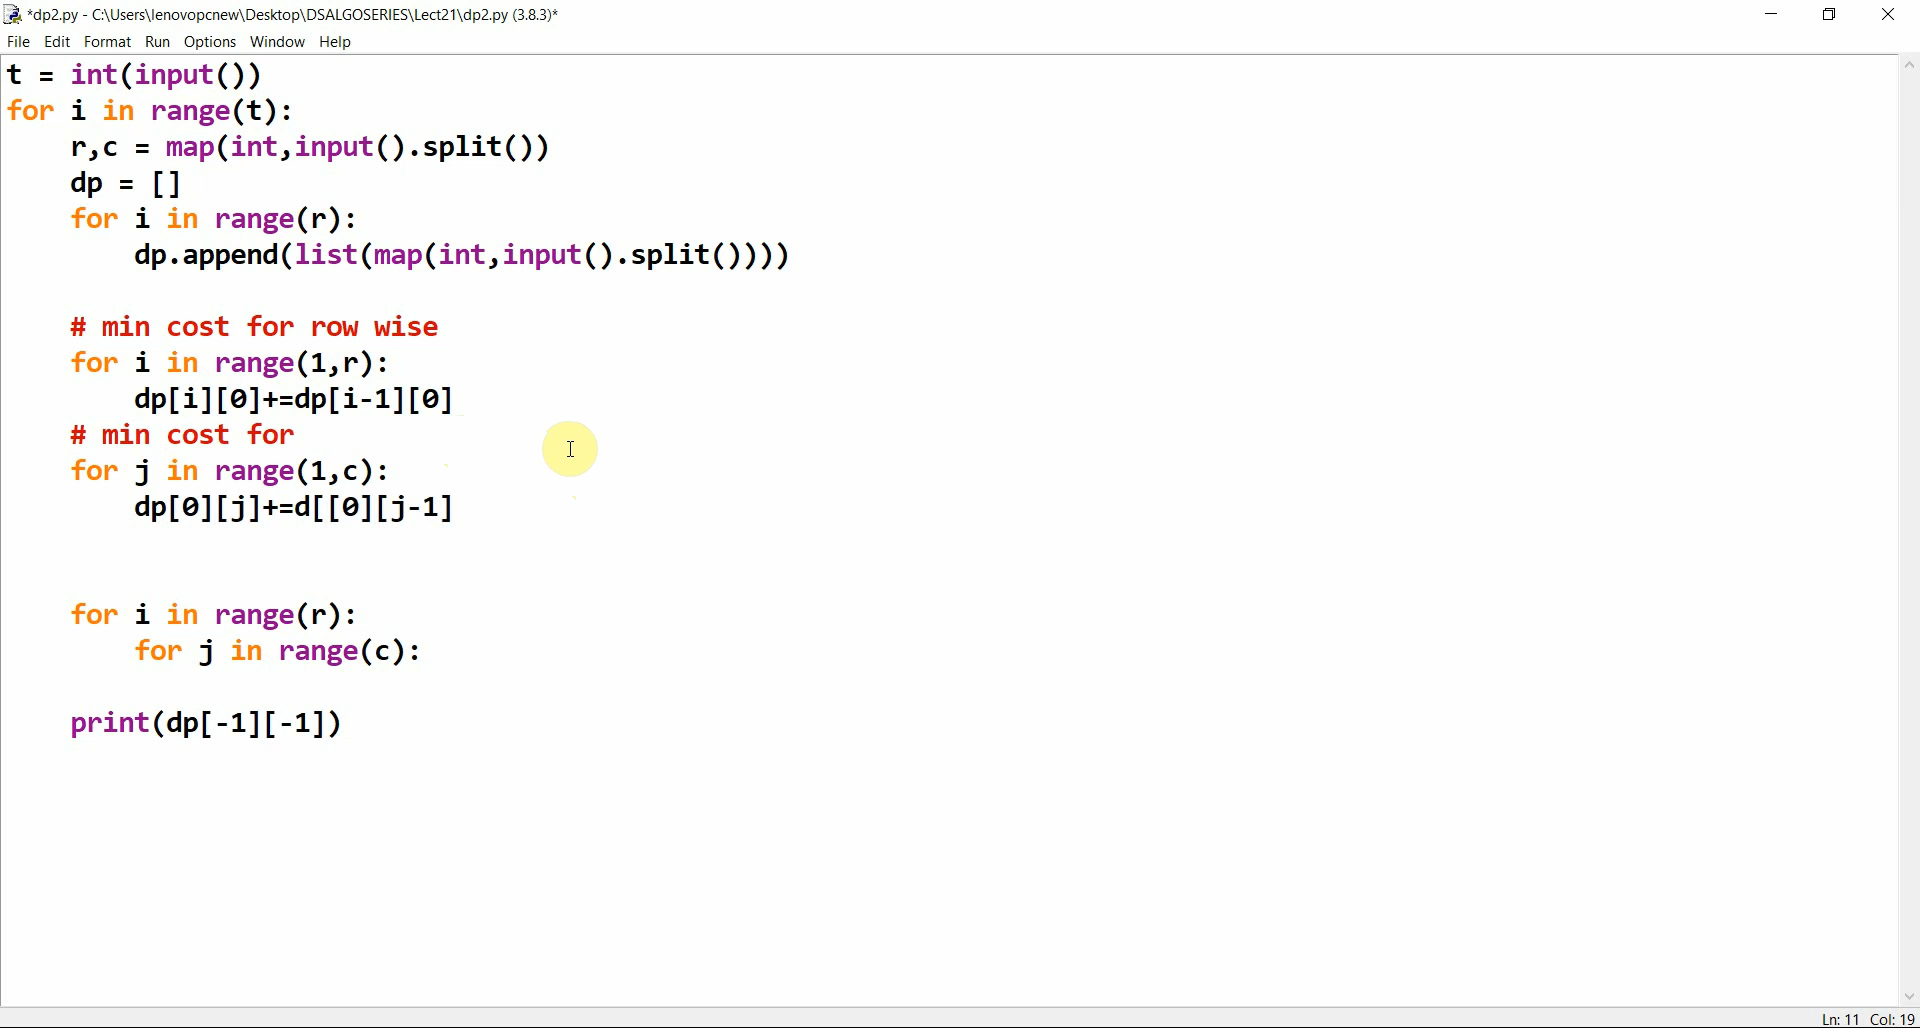 *dp2.py - C:\Users\lenovopcnew\Desktop\DSALGOSERIES\Lect21\dp2.py (3.8.3)*
File Edit Format Run Options Window Help
t = int(input())
for i in range(t):
    r,c = map(int,input().split())
    dp = []
    for i in range(r):
        dp.append(list(map(int,input().split())))
    # min cost for row wise
    for i in range(1,r):
        dp[i][0]+=dp[i-1][0]
    # min cost for
    for j in range(1,c):
        dp[0][j]+=d[[0][j-1]
    for i in range(r):
        for j in range(c):
    print(dp[-1][-1])
Ln: 11 Col: 19